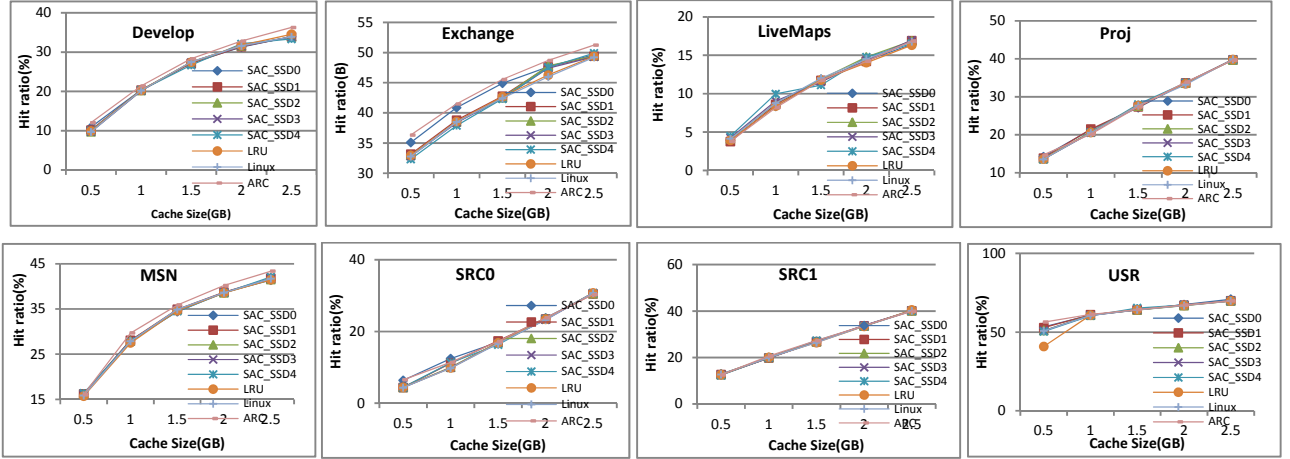 Develop
Hit ratio(%)
40
30
20
10
0
SAC_SSD0
SAC_SSD1
SAC_SSD2
SAC_SSD3
SAC_SSD4
LRU
Linux
ARC
0.5 1 1.5 2 2.5
Cache Size(GB)
Exchange
Hit ratio(B)
55
50
45
40
35
30
SAC_SSD0
SAC_SSD1
SAC_SSD2
SAC_SSD3
SAC_SSD4
LRU
Linux
ARC
0.5 1 1.5 2 2.5
Cache Size(GB)
LiveMaps
Hit ratio(%)
20
15
10
5
0
SAC_SSD0
SAC_SSD1
SAC_SSD2
SAC_SSD3
SAC_SSD4
LRU
Linux
ARC
0.5 1 1.5 2 2.5
Cache Size(GB)
Proj
Hit ratio(%)
50
40
30
20
10
SAC_SSD0
SAC_SSD1
SAC_SSD2
SAC_SSD3
SAC_SSD4
LRU
Linux
ARC
0.5 1 1.5 2 2.5
Cache Size(GB)
MSN
Hit ratio(%)
45
35
25
15
SAC_SSD0
SAC_SSD1
SAC_SSD2
SAC_SSD3
SAC_SSD4
LRU
Linux
ARC
0.5 1 1.5 2 2.5
Cache Size(GB)
SRC0
Hit ratio(%)
40
20
0
SAC_SSD0
SAC_SSD1
SAC_SSD2
SAC_SSD3
SAC_SSD4
LRU
Linux
ARC
0.5 1 1.5 2 2.5
Cache Size(GB)
SRC1
Hit ratio(%)
60
40
20
0
SAC_SSD0
SAC_SSD1
SAC_SSD2
SAC_SSD3
SAC_SSD4
LRU
Linux
ARC
0.5 1 1.5 2 2.5
Cache Size(GB)
USR
Hit ratio(%)
100
50
0
SAC_SSD0
SAC_SSD1
SAC_SSD2
SAC_SSD3
SAC_SSD4
LRU
Linux
ARC
0.5 1 1.5 2 2.5
Cache Size(GB)